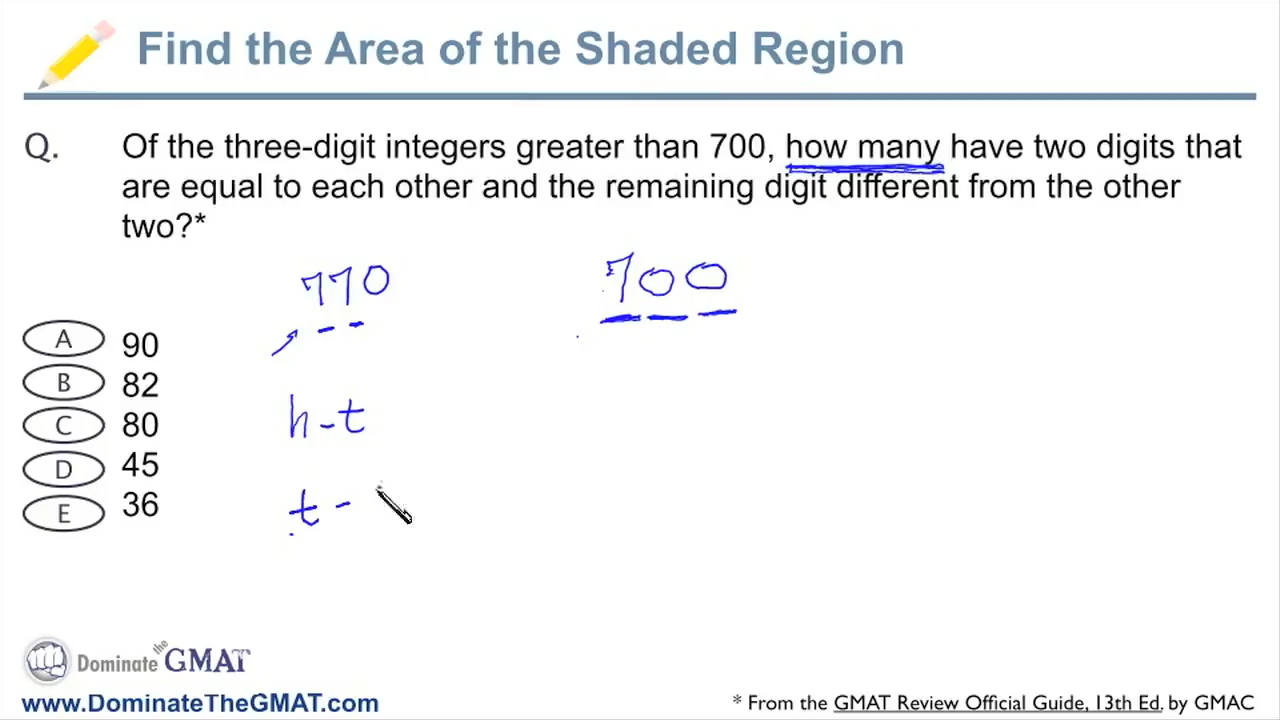 Find the Area of the Shaded Region
Q. Of the three-digit integers greater than 700, how many have two digits that
are equal to each other and the remaining digit different from the other
two?*
770
700
A 90
B 82
C 80
D 45
E 36
h - t
t -
Dominate the GMAT
www.DominateTheGMAT.com
* From the GMAT Review Official Guide, 13th Ed. by GMAC